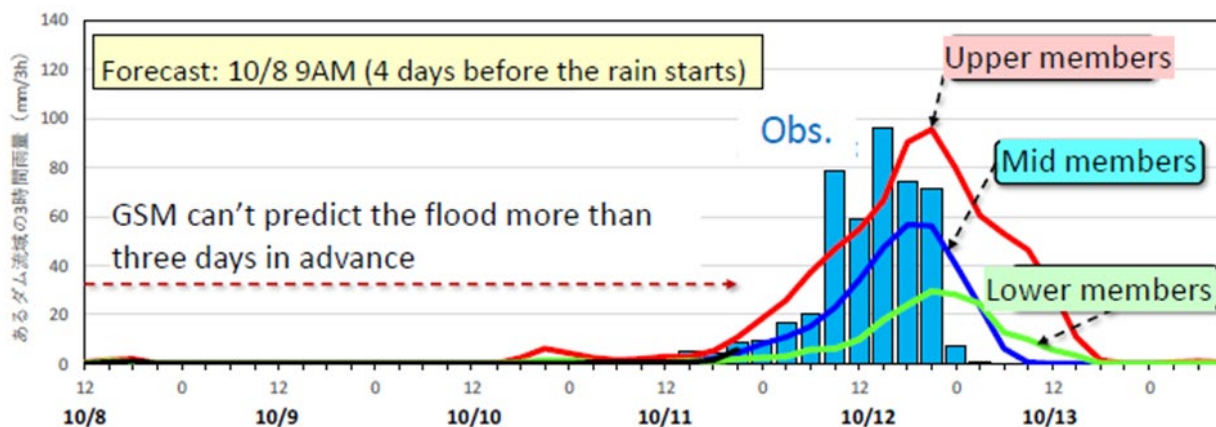 140
120
100
80
60
40
20
0
あるダム流域の3時間雨量 (mm/3h)
Forecast: 10/8 9AM (4 days before the rain starts)
Upper members
Obs.
Mid members
GSM can't predict the flood more than
three days in advance
Lower members
12 0 12 0 12 0 12 0 12 0 12 0
10/8 10/9 10/10 10/11 10/12 10/13